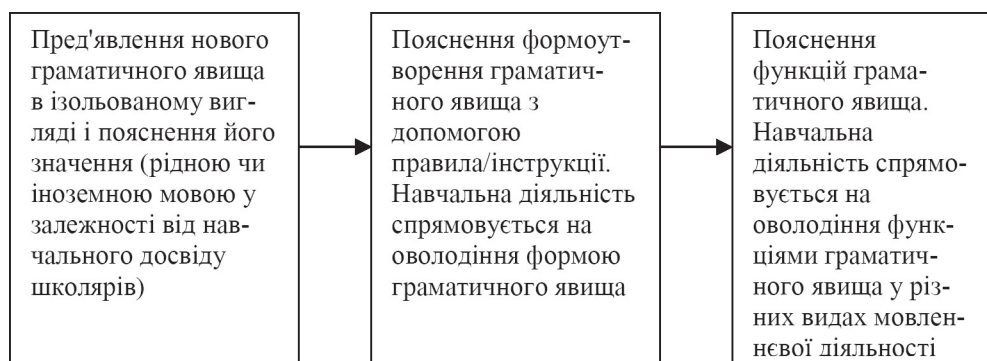 Пред'явлення нового
граматичного явища
в ізольованому виг-
ляді і пояснення його
значення (рідною чи
іноземною мовою у
залежності від нав-
чального досвіду
школярів)
Пояснення формоут-
ворення граматич-
ного явища з
допомогою
правила/інструкції.
Навчальна діяльність
спрямовується на
оволодіння формою
граматичного явища
Пояснення
функцій грама-
тичного явища.
Навчальна
діяльність спрямо-
вується на
оволодіння функ-
ціями граматич-
ного явища у різ-
них видах мовлен-
нєвої діяльності